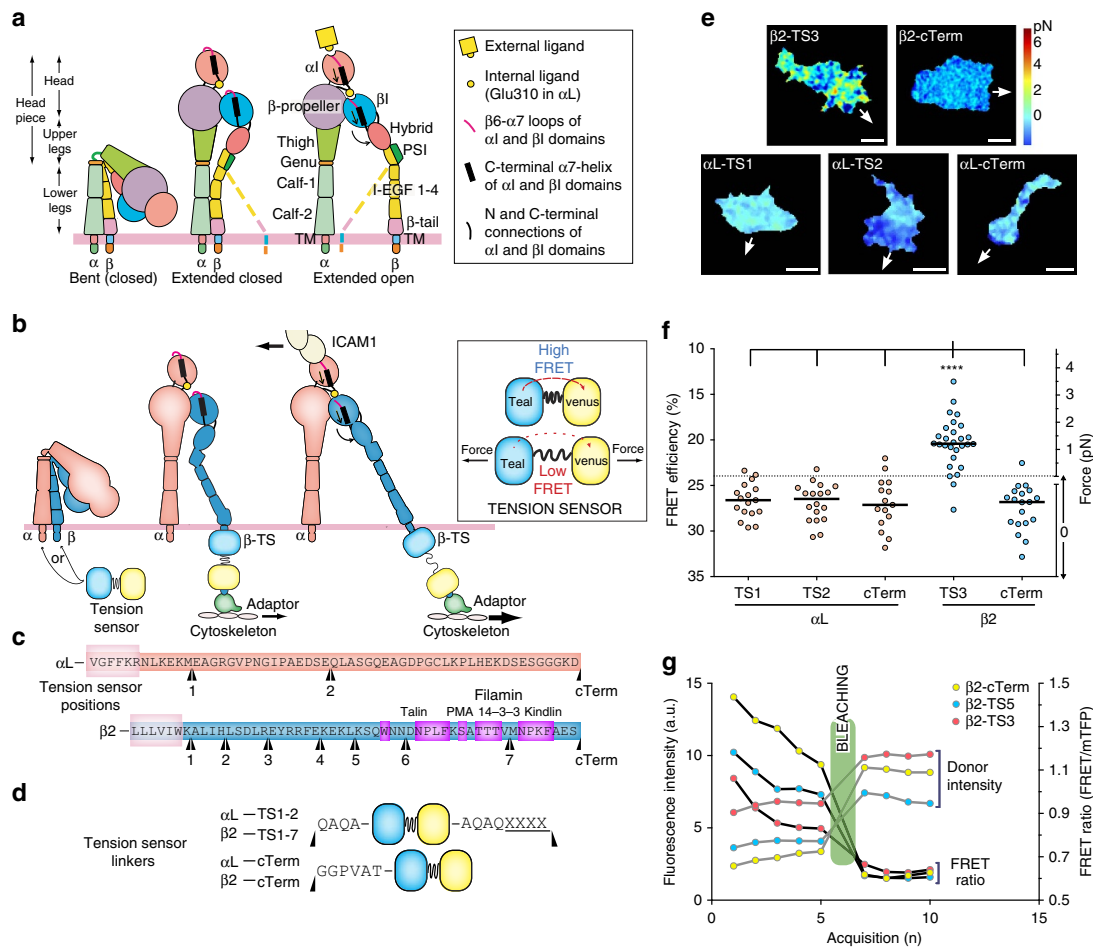 a
Head
Head
piece
Upper
legs
Lower
legs
αI
β-propeller
βI
Hybrid
Thigh
PSI
Genu
Calf-1
I-EGF 1-4
Calf-2
β-tail
TM
TM
α β
α β
α
β
Bent (closed)
Extended closed
Extended open
External ligand
Internal ligand
(Glu310 in αL)
β6-α7 loops of
αI and βI domains
C-terminal α7-helix
of αI and βI domains
N and C-terminal
connections of
αI and βI domains
b
ICAM1
α
β
or
α
α
β-TS
β-TS
Tension
sensor
Adaptor
Cytoskeleton
Adaptor
Cytoskeleton
High
FRET
Teal
venus
Force
Force
Teal
venus
Low
FRET
TENSION SENSOR
c
αL
VGFFKRNLKEKMEAGRGVPNGIPAEDSEQLASGQEAGDPGCLKPLHEKDSESGGGKD
Tension sensor
positions
1
2
cTerm
Filamin
Talin
PMA 14–3–3 Kindlin
β2
LLLVIWKALIHLSDLREYRRFEKEKLKSQWNNDNPLFKSATTTVMNPKFAES
1 2 3 4 5 6 7
cTerm
d
Tension sensor
linkers
αL TS1-2
β2 TS1-7
QAQA
AQAQXXXX
αL cTerm
β2 cTerm
GGPVAT
e
β2-TS3
β2-cTerm
pN
6
4
2
0
αL-TS1
αL-TS2
αL-cTerm
f
FRET efficiency (%)
10
15
20
25
30
35
****
4
3
2
1
0
Force (pN)
TS1
TS2
cTerm
TS3
cTerm
αL
β2
g
Fluorescence intensity (a.u.)
15
10
5
0
BLEACHING
β2-cTerm
β2-TS5
β2-TS3
Donor
intensity
FRET
ratio
1.5
1.3
1.1
0.9
0.7
0.5
FRET ratio (FRET/mTFP)
0 5 10 15
Acquisition (n)